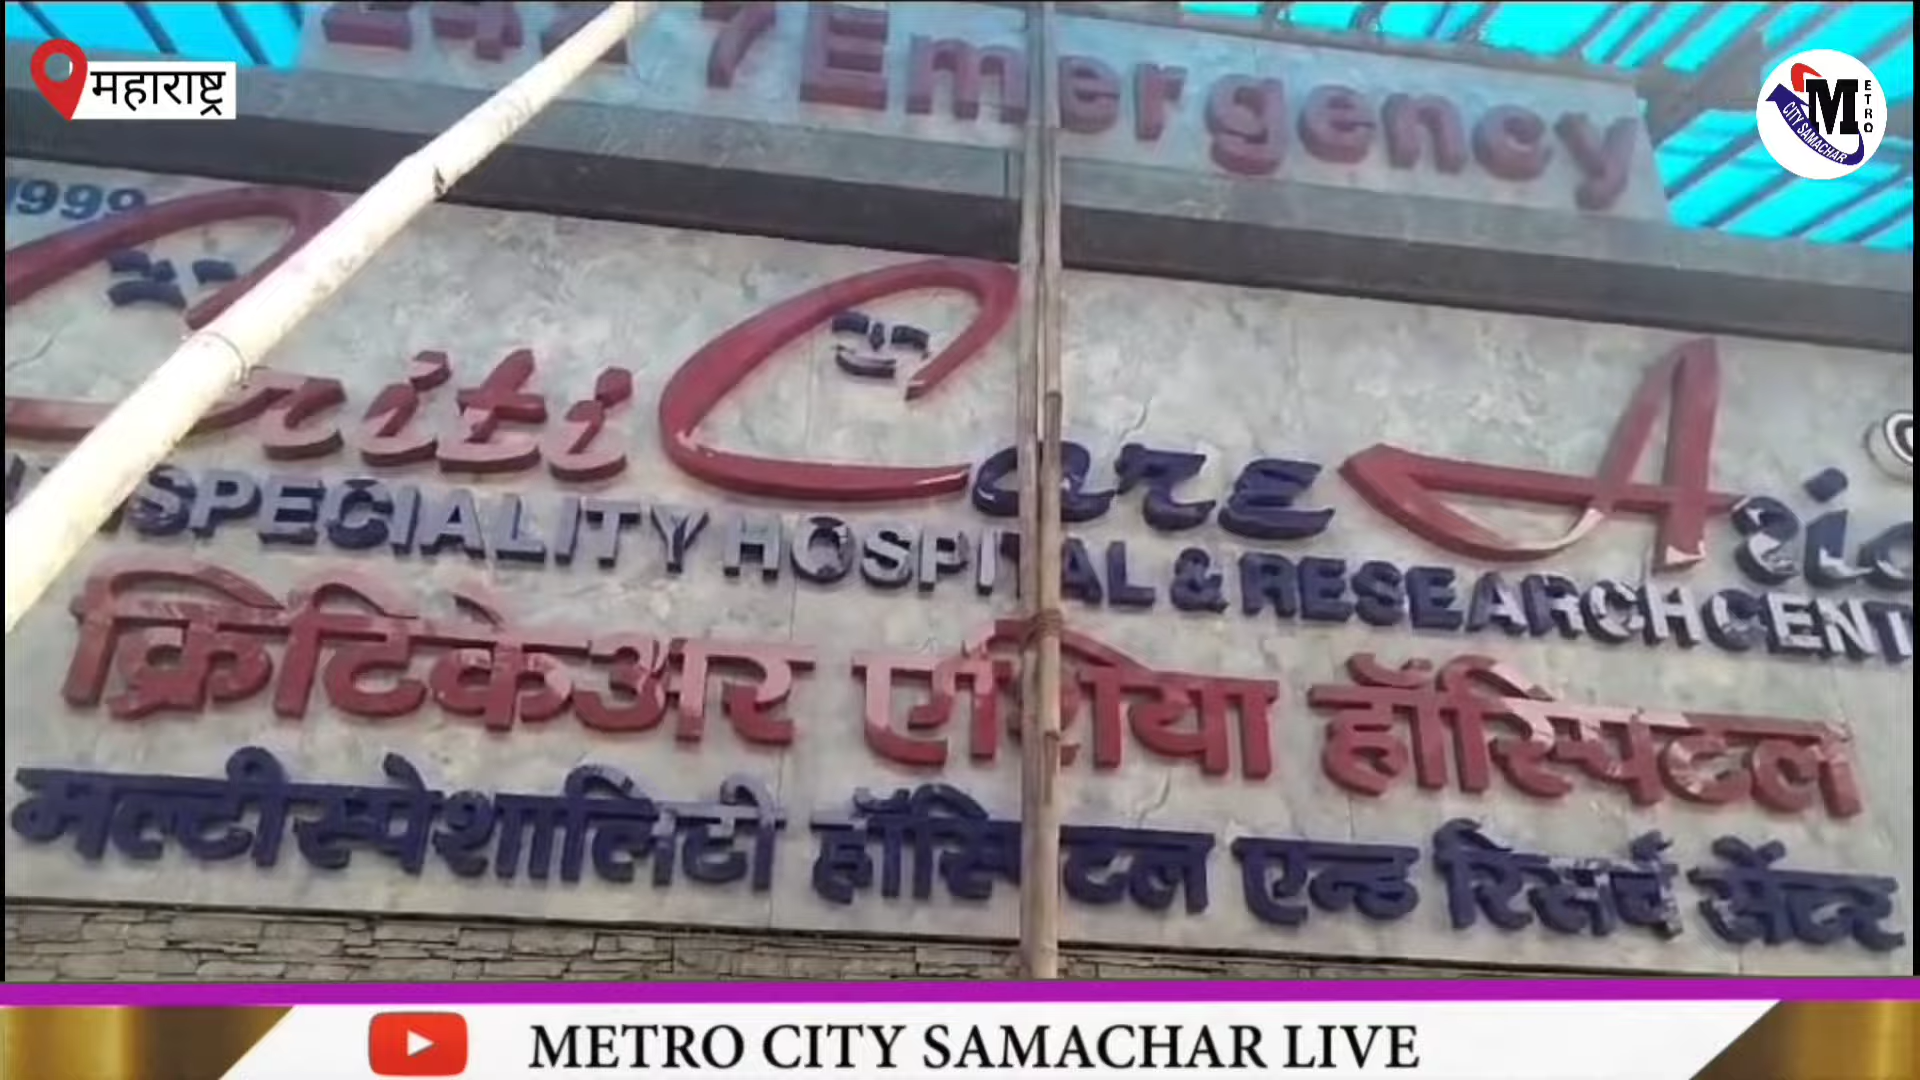 24x7 Emergency
महाराष्ट्र
METRO
CITY SAMACHAR
1999
Criti Care Asia
SPECIALITY HOSPITAL & RESEARCH CENT
क्रिटिकेअर एशिया हॉस्पिटल
मल्टीस्पेशालिटी हॉस्पिटल एन्ड रिसर्च सेंटर
METRO CITY SAMACHAR LIVE